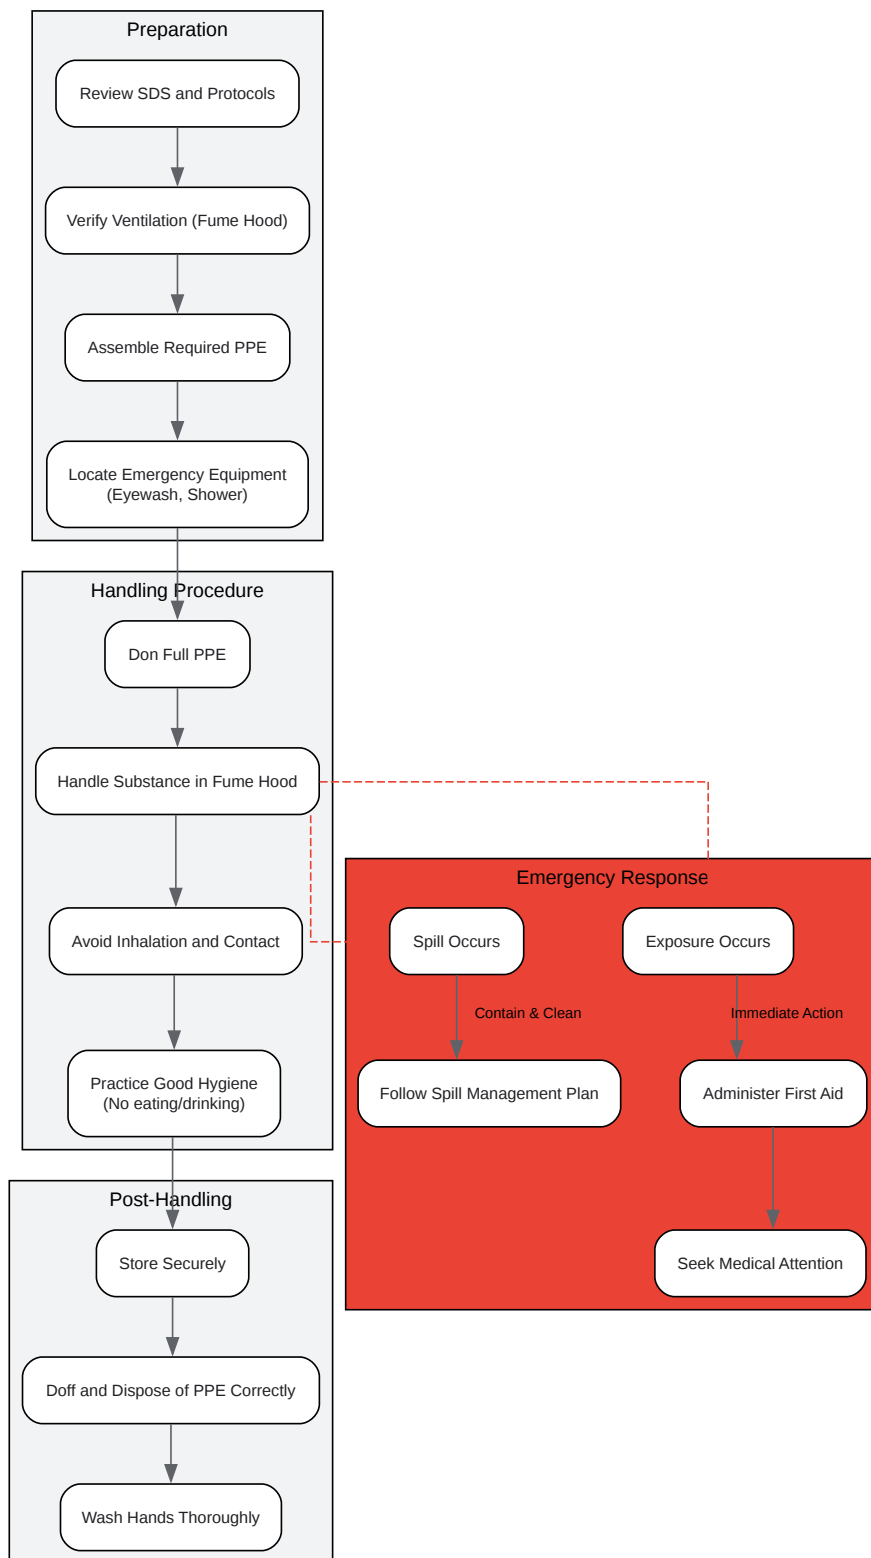 Preparation
Review SDS and Protocols
Verify Ventilation (Fume Hood)
Assemble Required PPE
Locate Emergency Equipment
(Eyewash, Shower)
Handling Procedure
Don Full PPE
Handle Substance in Fume Hood
Avoid Inhalation and Contact
Practice Good Hygiene
(No eating/drinking)
Post-Handling
Store Securely
Doff and Dispose of PPE Correctly
Wash Hands Thoroughly
Emergency Response
Spill Occurs
Contain & Clean
Follow Spill Management Plan
Exposure Occurs
Immediate Action
Administer First Aid
Seek Medical Attention